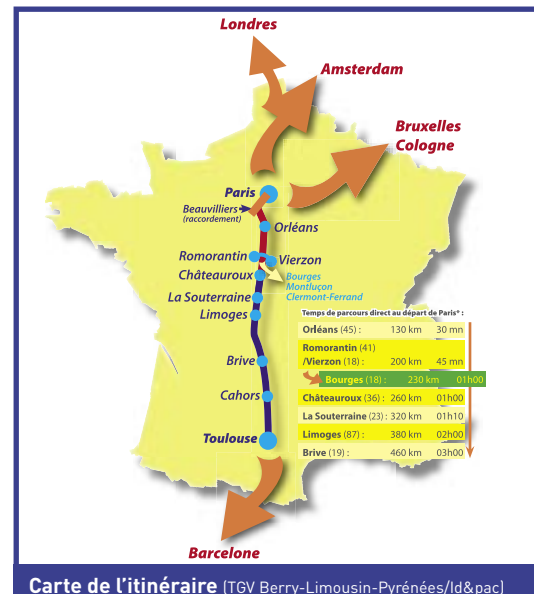 Londres
Amsterdam
Bruxelles
Cologne
Paris
Beauvilliers
(raccordement)
Orléans
Romorantin
Vierzon
Châteauroux
Bourges
Montluçon
Clermont-Ferrand
La Souterraine
Limoges
Temps de parcours direct au départ de Paris* :
Orléans (45) : 130 km 30 mn
Romorantin (41)
/Vierzon (18) : 200 km 45 mn
Bourges (18) : 230 km 01h00
Châteauroux (36) : 260 km 01h00
La Souterraine (23) : 320 km 01h10
Limoges (87) : 380 km 02h00
Brive (19) : 460 km 03h00
Brive
Cahors
Toulouse
Barcelone
Carte de l'itinéraire (TGV Berry-Limousin-Pyrénées/Id&pac)